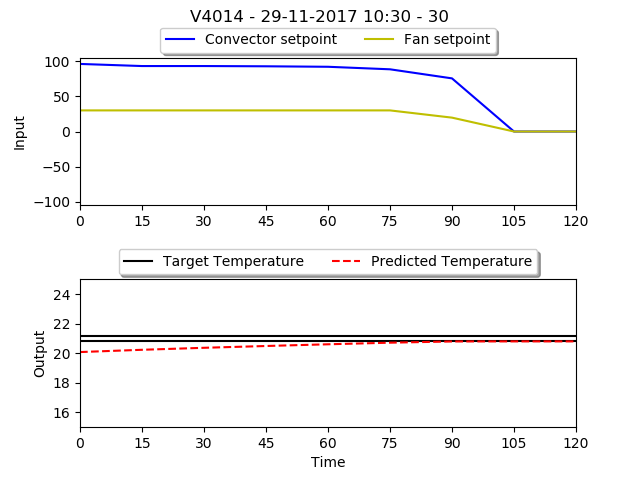 V4014 - 29-11-2017 10:30 - 30
Convector setpoint Fan setpoint
100
50
0
−50
−100
Input
0 15 30 45 60 75 90 105 120
Target Temperature Predicted Temperature
24
22
20
18
16
Output
0 15 30 45 60 75 90 105 120
Time